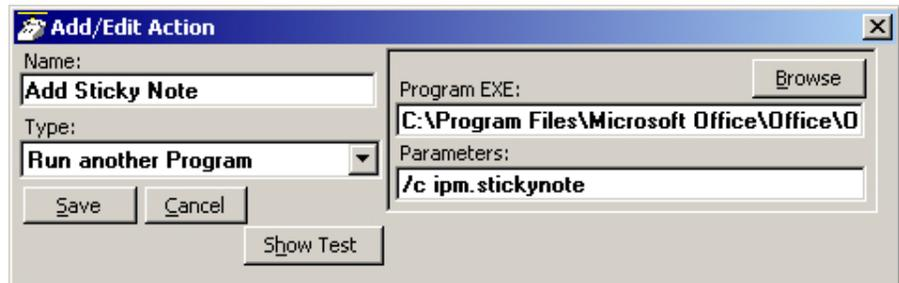 Add/Edit Action
Name:
Add Sticky Note
Type:
Run another Program
Save Cancel
Show Test
Browse
Program EXE:
C:\Program Files\Microsoft Office\Office\O
Parameters:
/c ipm.stickynote